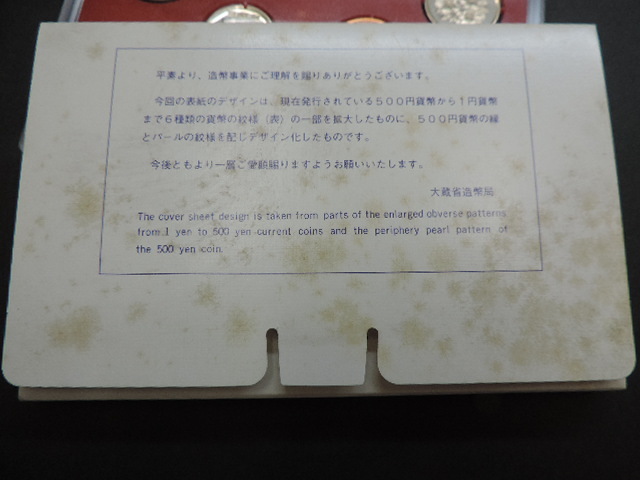 平素より、造幣事業にご理解を賜りありがとうございます。
今回の表紙のデザインは、現在発行されている500円貨幣から1円貨幣
まで6種類の貨幣の紋様（表）の一部を拡大したものに、500円貨幣の縁
とパールの紋様を配しデザイン化したものです。
今後ともより一層ご愛顧賜りますようお願いいたします。
大蔵省造幣局
The cover sheet design is taken from parts of the enlarged obverse patterns
from 1 yen to 500 yen current coins and the periphery pearl pattern of
the 500 yen coin.